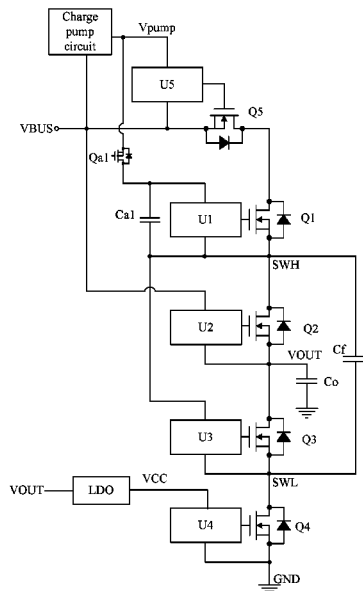 Charge
pump
circuit
Vpump
U5
Q5
VBUS
Qa1
Ca1
U1
Q1
SWH
U2
Q2
VOUT
Cf
Co
U3
Q3
SWL
VOUT
LDO
VCC
U4
Q4
GND